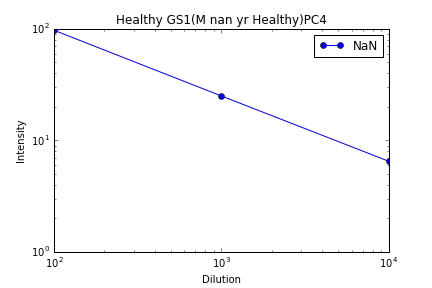 Healthy GS1(M nan yr Healthy)PC4
NaN
10²
10¹
10⁰
Intensity
10² 10³ 10⁴
Dilution